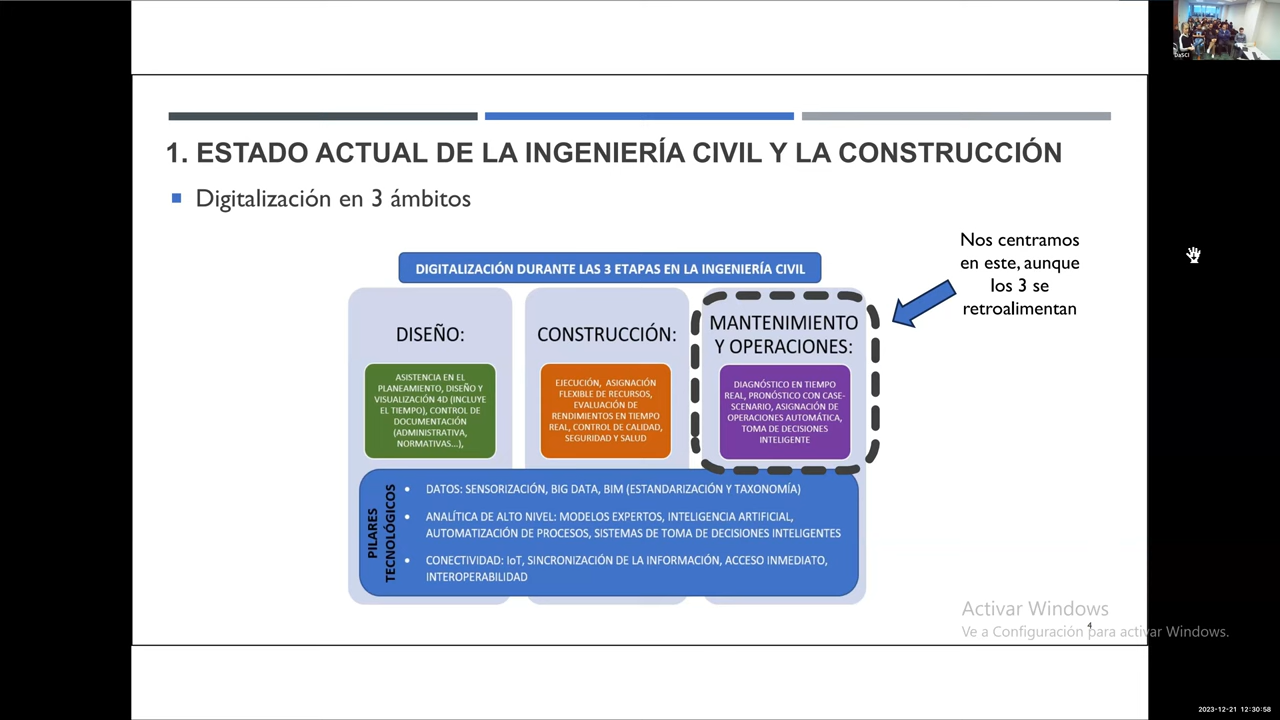 DaSCI
1. ESTADO ACTUAL DE LA INGENIERÍA CIVIL Y LA CONSTRUCCIÓN
Digitalización en 3 ámbitos
Nos centramos
en este, aunque
los 3 se
retroalimentan
DIGITALIZACIÓN DURANTE LAS 3 ETAPAS EN LA INGENIERÍA CIVIL
DISEÑO:
ASISTENCIA EN EL
PLANEAMIENTO, DISEÑO Y
VISUALIZACIÓN 4D (INCLUYE
EL TIEMPO), CONTROL DE
DOCUMENTACIÓN
(ADMINISTRATIVA,
NORMATIVAS...),
CONSTRUCCIÓN:
EJECUCIÓN, ASIGNACIÓN
FLEXIBLE DE RECURSOS,
EVALUACIÓN DE
RENDIMIENTOS EN TIEMPO
REAL, CONTROL DE CALIDAD,
SEGURIDAD Y SALUD
MANTENIMIENTO
Y OPERACIONES:
DIAGNÓSTICO EN TIEMPO
REAL, PRONÓSTICO CON CASE-
SCENARIO, ASIGNACIÓN DE
OPERACIONES AUTOMÁTICA,
TOMA DE DECISIONES
INTELIGENTE
PILARES
TECNOLÓGICOS
• DATOS: SENSORIZACIÓN, BIG DATA, BIM (ESTANDARIZACIÓN Y TAXONOMÍA)
• ANALÍTICA DE ALTO NIVEL: MODELOS EXPERTOS, INTELIGENCIA ARTIFICIAL,
AUTOMATIZACIÓN DE PROCESOS, SISTEMAS DE TOMA DE DECISIONES INTELIGENTES
• CONECTIVIDAD: IoT, SINCRONIZACIÓN DE LA INFORMACIÓN, ACCESO INMEDIATO,
INTEROPERABILIDAD
Activar Windows
4
Ve a Configuración para activar Windows.
2023-12-21 12:30:58